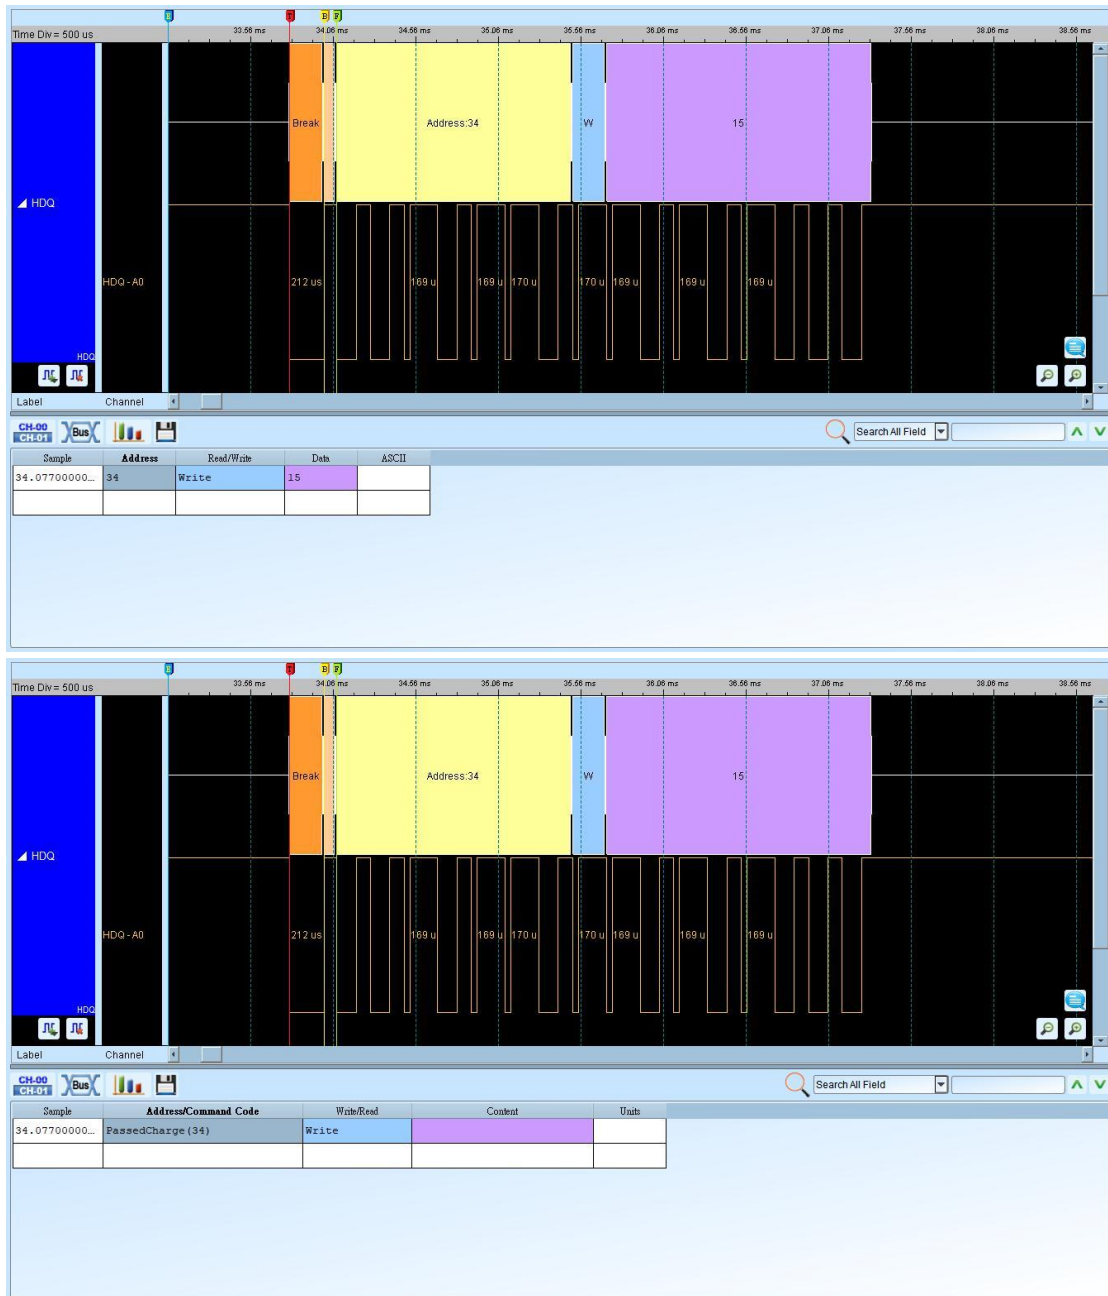 Time Div = 500 us
33.56 ms 34.06 ms 34.56 ms 35.06 ms 35.56 ms 36.06 ms 36.56 ms 37.06 ms 37.56 ms 38.06 ms 38.56 ms
T B F
Break Address:34 W 15
HDQ
HDQ - A0 212 us 169 u 169 u 170 u 170 u 169 u 169 u 169 u
HDQ
Label Channel
CH-00
CH-01 Bus Search All Field
Sample Address Read/Write Data ASCII
34.07700000... 34 Write 15
T B F
Time Div = 500 us
33.56 ms 34.06 ms 34.56 ms 35.06 ms 35.56 ms 36.06 ms 36.56 ms 37.06 ms 37.56 ms 38.06 ms 38.56 ms
Break Address:34 W 15
HDQ
HDQ - A0 212 us 169 u 169 u 170 u 170 u 169 u 169 u 169 u
HDQ
Label Channel
CH-00
CH-01 Bus Search All Field
Sample Address/Command Code Write/Read Content Units
34.07700000... PassedCharge(34) Write